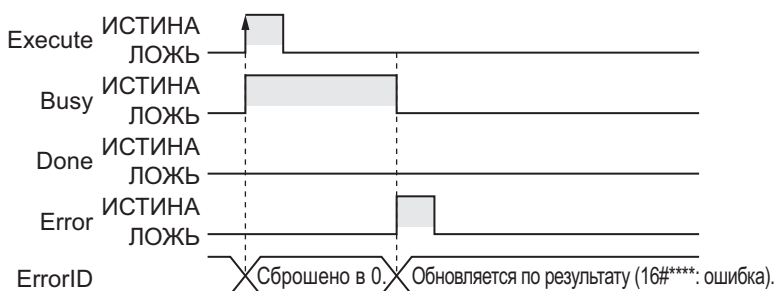 Execute ИСТИНА
ЛОЖЬ
Busy ИСТИНА
ЛОЖЬ
Done ИСТИНА
ЛОЖЬ
Error ИСТИНА
ЛОЖЬ
ErrorID Сброшено в 0. Обновляется по результату (16#****: ошибка).